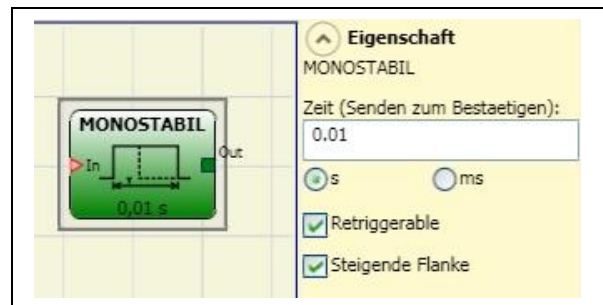 MONOSTABIL
In
Out
0,01 s
Eigenschaft
MONOSTABIL
Zeit (Senden zum Bestaetigen):
0.01
s
ms
Retriggerable
Steigende Flanke